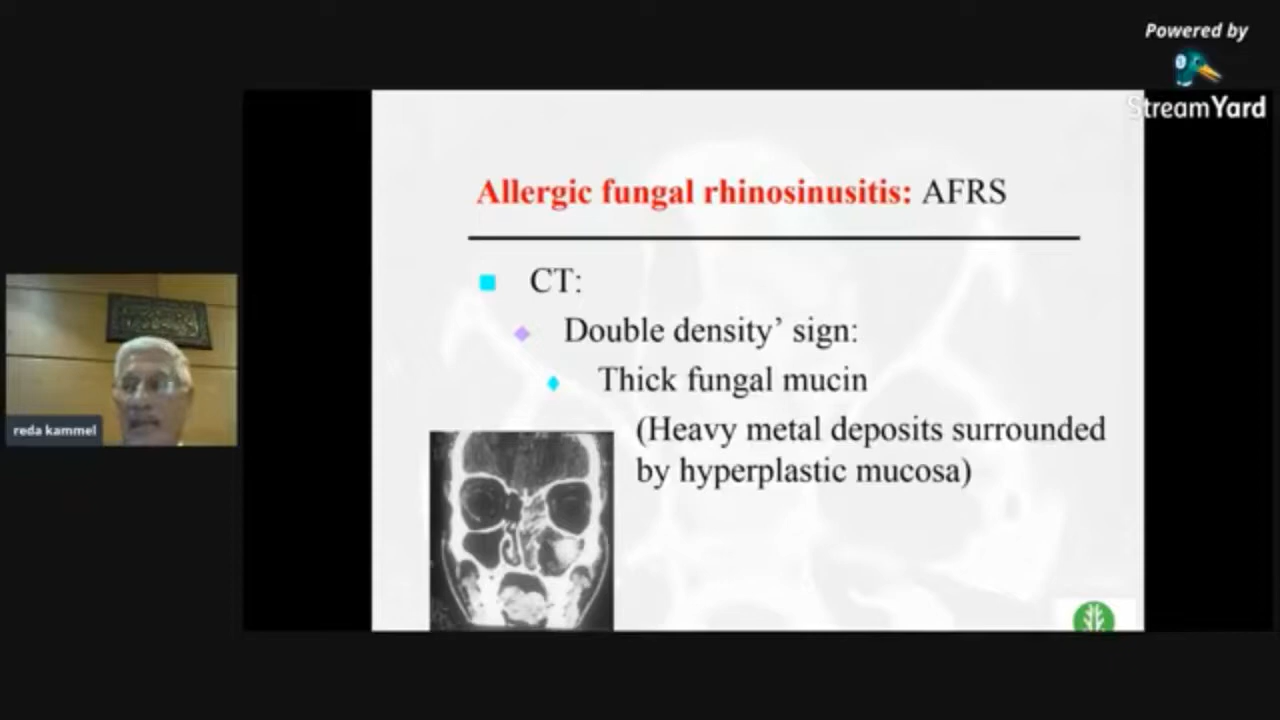 Powered by
StreamYard
Allergic fungal rhinosinusitis: AFRS
CT:
Double density’ sign:
Thick fungal mucin
(Heavy metal deposits surrounded
by hyperplastic mucosa)
reda kammel